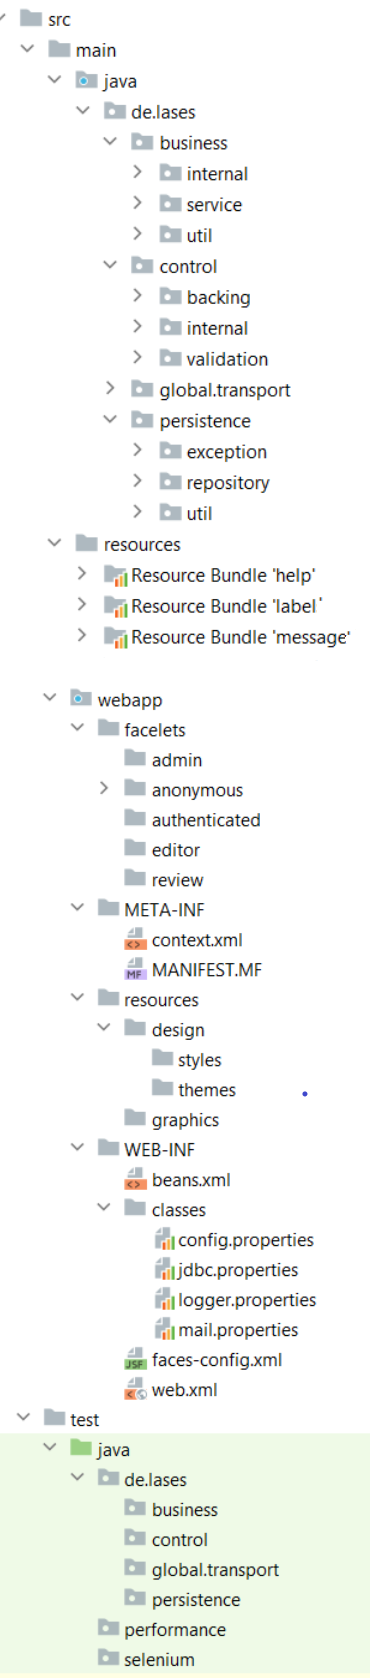 src
main
java
de.lases
business
internal
service
util
control
backing
internal
validation
global.transport
persistence
exception
repository
util
resources
Resource Bundle 'help'
Resource Bundle 'label'
Resource Bundle 'message'
webapp
facelets
admin
anonymous
authenticated
editor
review
META-INF
context.xml
MF MANIFEST.MF
resources
design
styles
themes
graphics
WEB-INF
beans.xml
classes
config.properties
jdbc.properties
logger.properties
mail.properties
JSF faces-config.xml
web.xml
test
java
de.lases
business
control
global.transport
persistence
performance
selenium